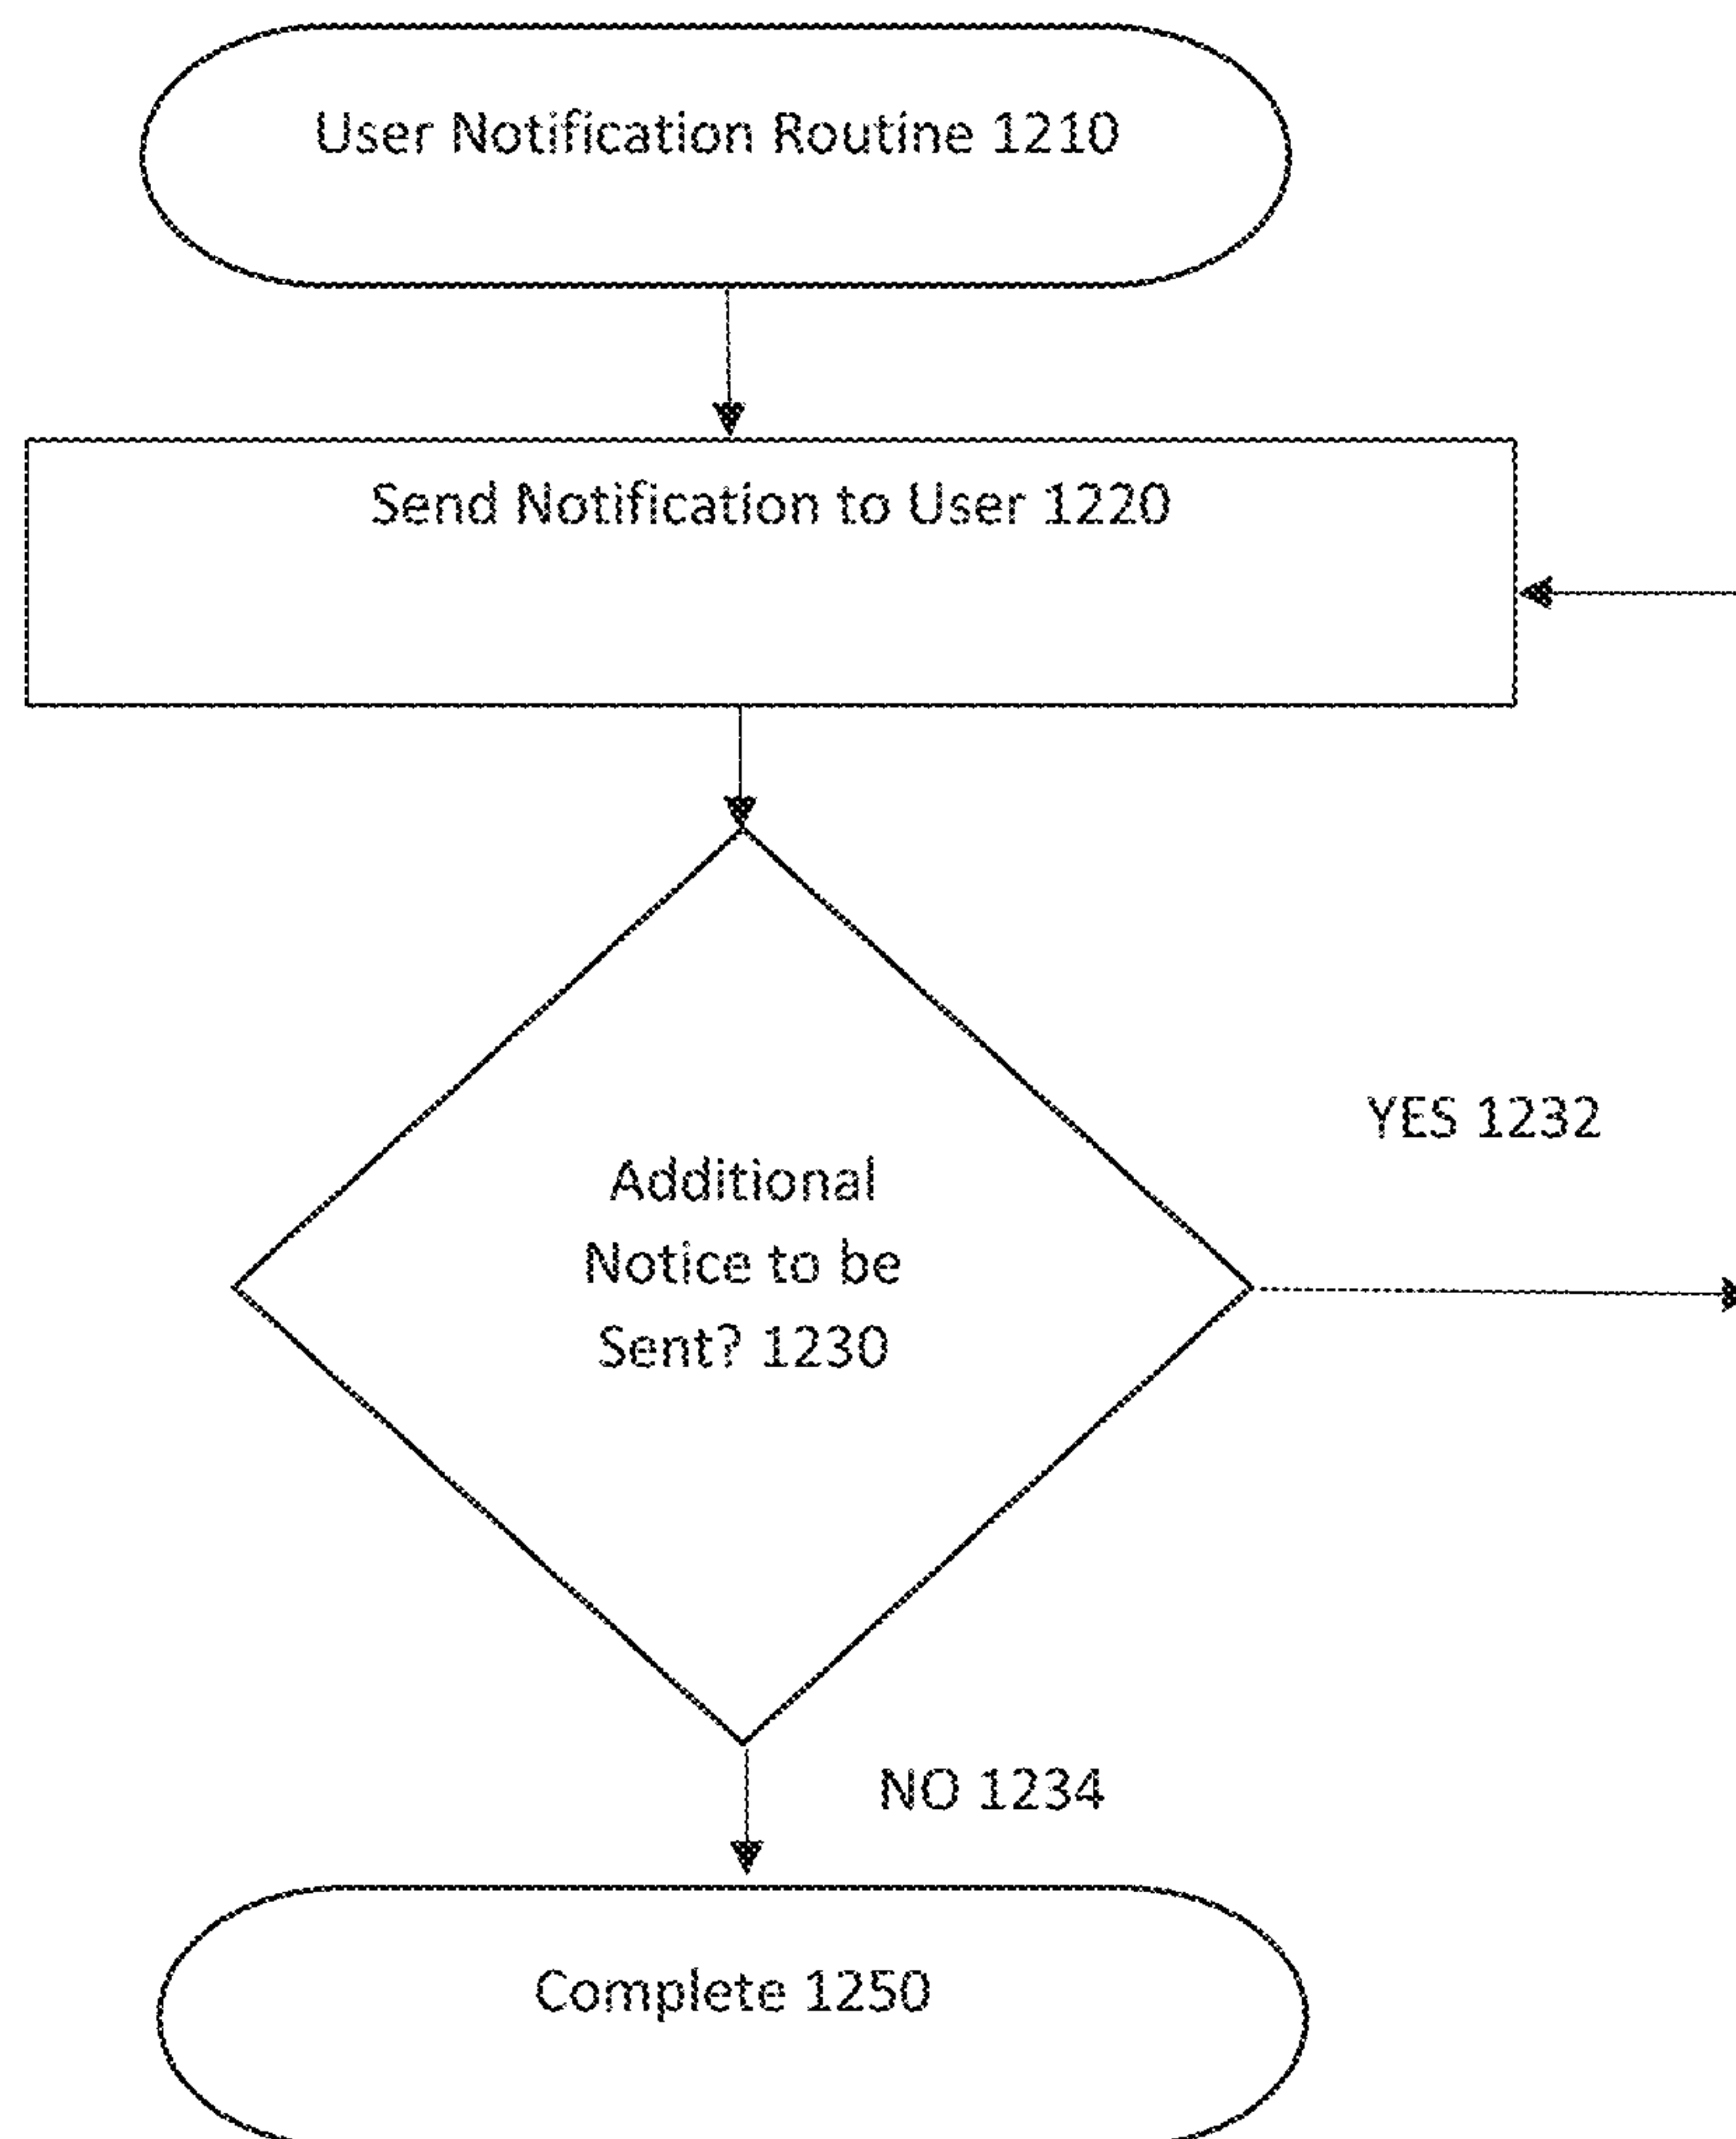 User Notification Routine 1210
Send Notification to User 1220
YES 1232
Additional
Notice to be
Sent? 1230
NO 1234
Complete 1250